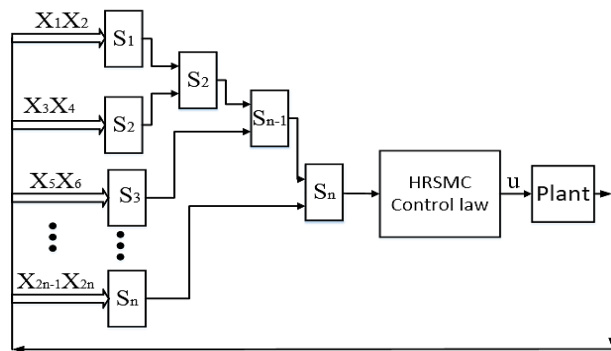 X1X2
S1
S2
X3X4
S2
Sn-1
X5X6
S3
Sn
HRSMC
Control law
u
Plant
X2n-1X2n
Sn